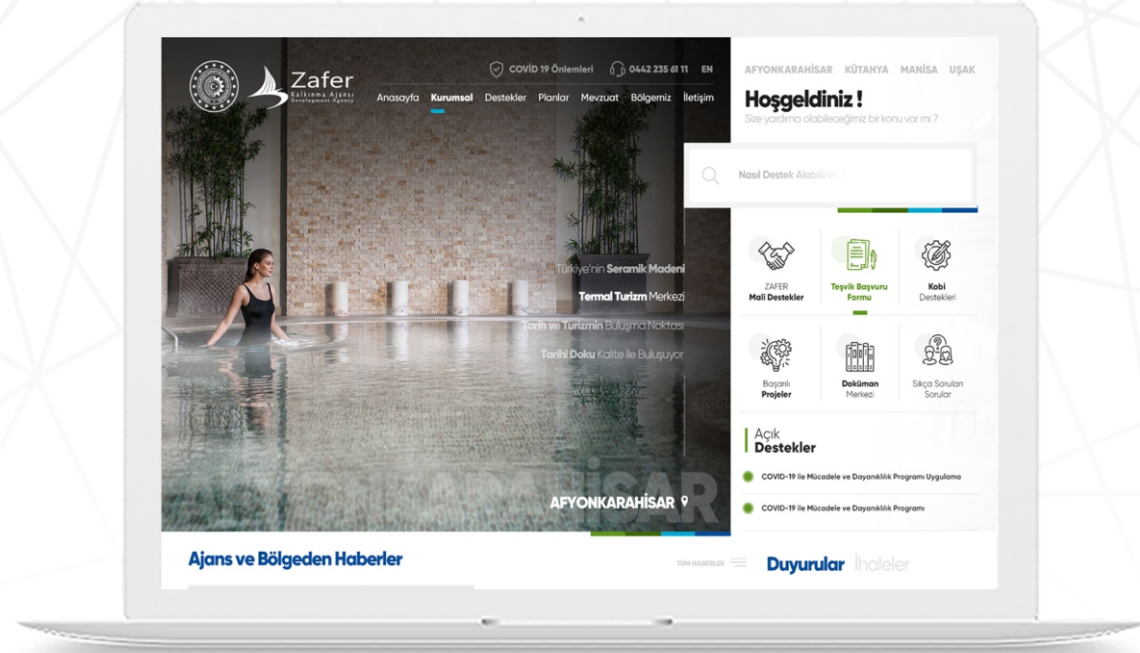 Zafer
Kalkınma Ajansı
Development Agency
COVİD 19 Önlemleri
0442 235 61 11
EN
Anasayfa Kurumsal Destekler Planlar Mevzuat Bölgemiz İletişim
AFYONKARAHİSAR KÜTAHYA MANİSA UŞAK
Hoşgeldiniz !
Size yardımcı olabileceğimiz bir konu var mı ?
Nasıl Destek Alabilirim ?
Türkiye'nin Seramik Madeni
Termal Turizm Merkezi
Tarih ve Turizmin Buluşma Noktası
Tarihi Doku Kalite İle Buluşuyor
AFYONKARAHİSAR
ZAFER
Mali Destekler
Teşvik Başvuru
Formu
Kobi
Destekleri
Başarılı
Projeler
Doküman
Merkezi
Sıkça Sorulan
Sorular
Açık
Destekler
COVID-19 ile Mücadele ve Dayanıklılık Programı Uygulama
COVID-19 ile Mücadele ve Dayanıklılık Programı
Ajans ve Bölgeden Haberler
TÜM HABERLER
Duyurular İhaleler